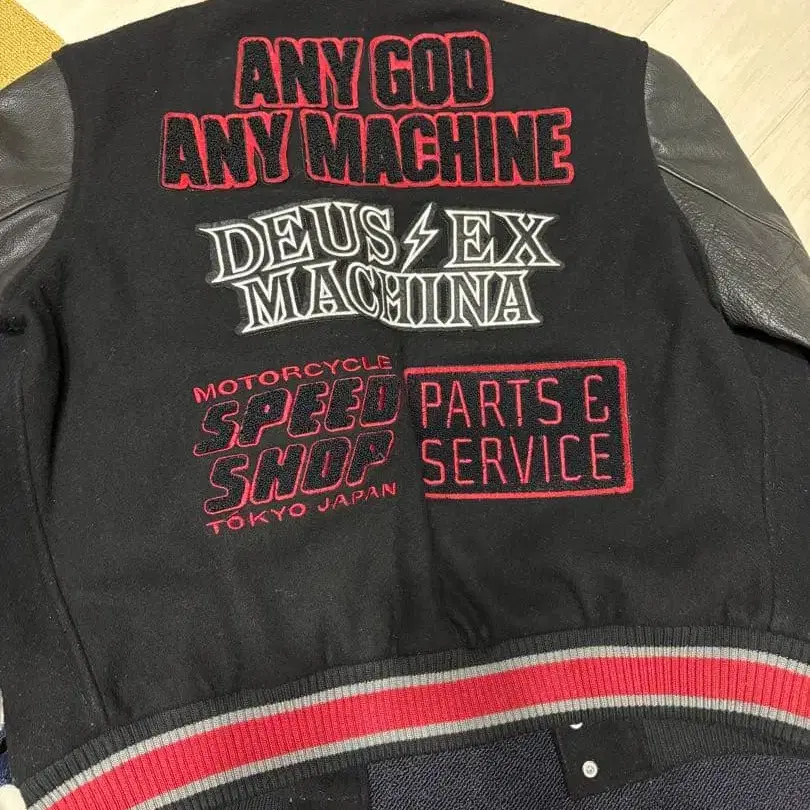 ANY GOD
ANY MACHINE
DEUS EX
MACHINA
MOTORCYCLE
SPEED
SHOP
TOKYO JAPAN
PARTS &
SERVICE